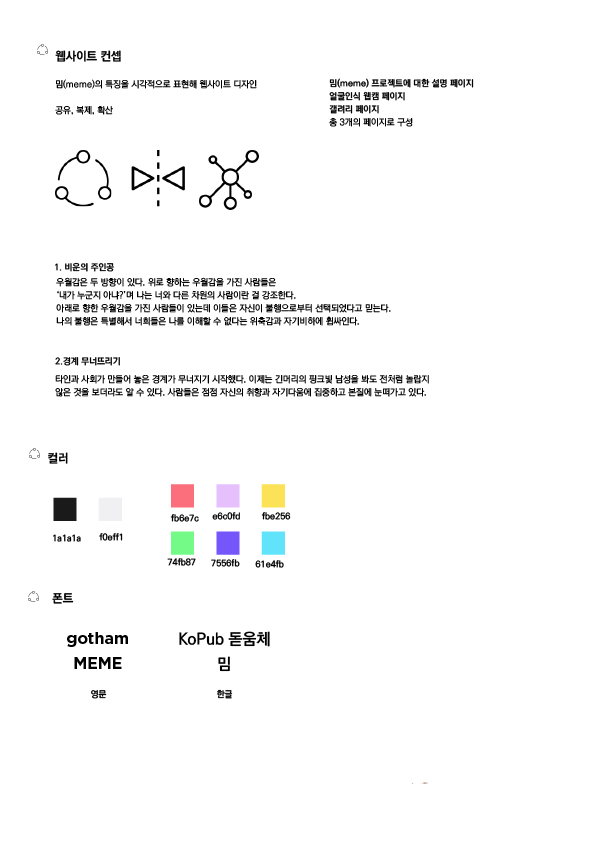 웹사이트 컨셉
밈(meme)의 특징을 시각적으로 표현해 웹사이트 디자인
공유, 복제, 확산
밈(meme) 프로젝트에 대한 설명 페이지
얼굴인식 웹캠 페이지
갤러리 페이지
총 3개의 페이지로 구성
1. 비운의 주인공
우월감은 두 방향이 있다. 위로 향하는 우월감을 가진 사람들은
'내가 누군지 아냐?'며 나는 너와 다른 차원의 사람이란 걸 강조한다.
아래로 향한 우월감을 가진 사람들이 있는데 이들은 자신이 불행으로부터 선택되었다고 믿는다.
나의 불행은 특별해서 너희들은 나를 이해할 수 없다는 위축감과 자기비하에 휩싸인다.
2.경계 무너뜨리기
타인과 사회가 만들어 놓은 경계가 무너지기 시작했다. 이제는 긴머리의 핑크빛 남성을 봐도 전처럼 놀랍지
않은 것을 보더라도 알 수 있다. 사람들은 점점 자산의 취향과 자기다움에 집중하고 본질에 눈떠가고 있다.
컬러
fb6e7c e6c0fd fbe256
1a1a1a f0eff1
74fb87 7556fb 61e4fb
폰트
gotham
MEME
영문
KoPub 돋움체
밈
한글